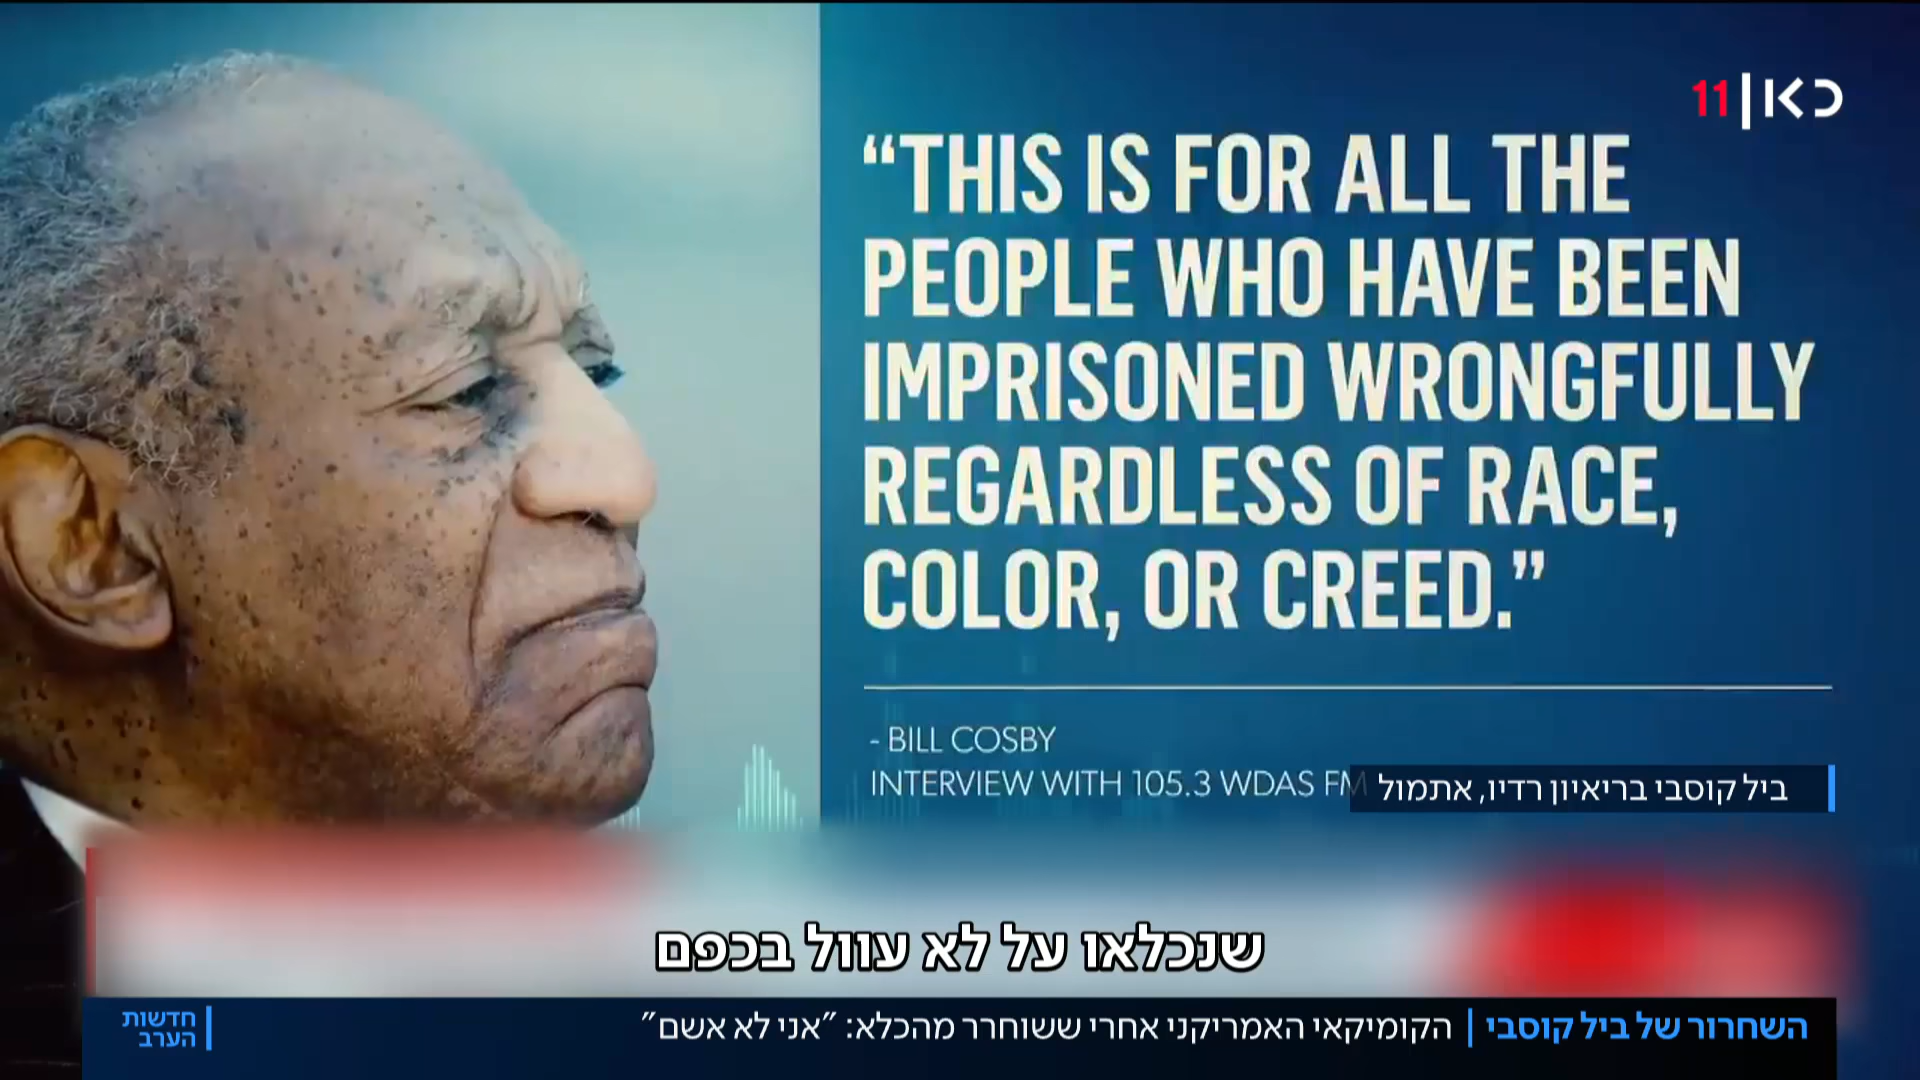 כאן 11
“THIS IS FOR ALL THE
PEOPLE WHO HAVE BEEN
IMPRISONED WRONGFULLY
REGARDLESS OF RACE,
COLOR, OR CREED.”
- BILL COSBY
INTERVIEW WITH 105.3 WDAS FM
ביל קוסבי בריאיון רדיו, אתמול
שנכלאו על לא עוול בכפם
השחרור של ביל קוסבי | הקומיקאי האמריקני אחרי ששוחרר מהכלא: "אני לא אשם"
חדשות
הערב